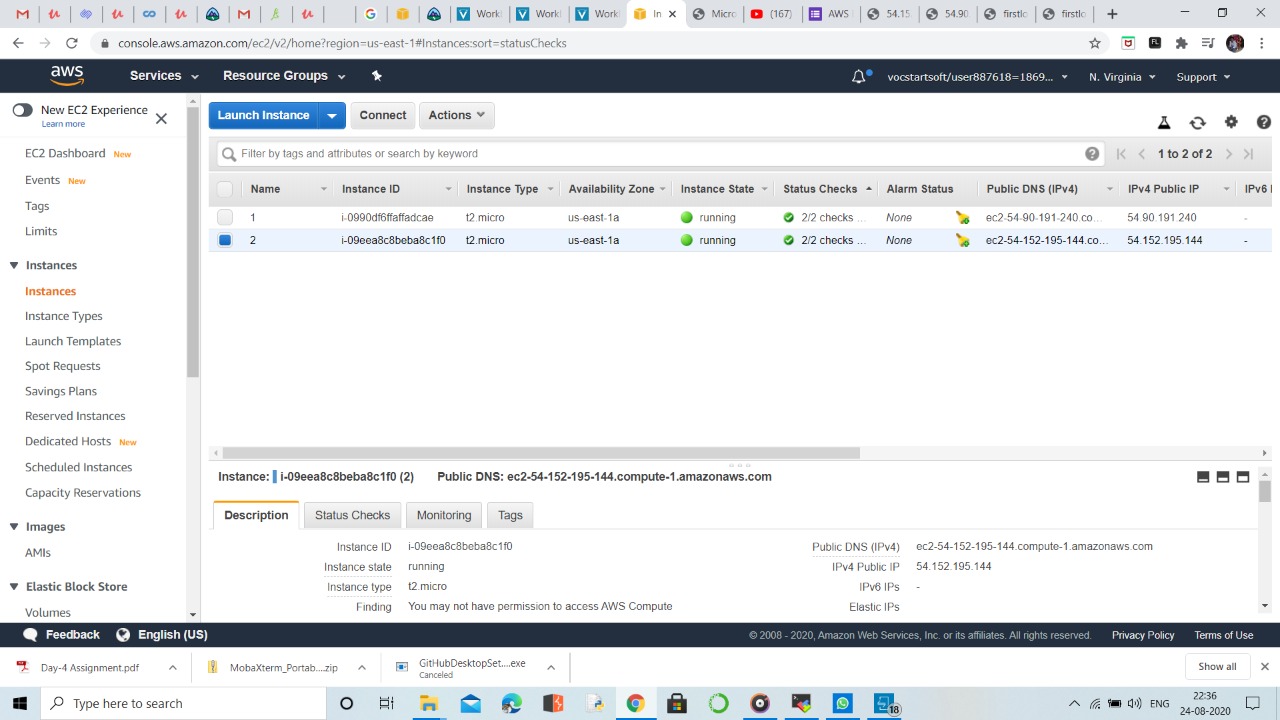 Work
Work
Work
In
Micro
(167)
AWS
54.15
54.90
firstlo
firstlo
console.aws.amazon.com/ec2/v2/home?region=us-east-1#Instances:sort=statusChecks
FL
aws
Services
Resource Groups
vocstartsoft/user887618=1869...
N. Virginia
Support
New EC2 Experience
Learn more
EC2 Dashboard New
Events New
Tags
Limits
Instances
Instances
Instance Types
Launch Templates
Spot Requests
Savings Plans
Reserved Instances
Dedicated Hosts New
Scheduled Instances
Capacity Reservations
Images
AMIs
Elastic Block Store
Volumes
Launch Instance
Connect
Actions
Filter by tags and attributes or search by keyword
1 to 2 of 2
Name Instance ID Instance Type Availability Zone Instance State Status Checks Alarm Status Public DNS (IPv4) IPv4 Public IP IPv6 I
1 i-0990df6ffaffadcae t2.micro us-east-1a running 2/2 checks ... None ec2-54-90-191-240.co... 54.90.191.240 -
2 i-09eea8c8beba8c1f0 t2.micro us-east-1a running 2/2 checks ... None ec2-54-152-195-144.co... 54.152.195.144 -
Instance: i-09eea8c8beba8c1f0 (2) Public DNS: ec2-54-152-195-144.compute-1.amazonaws.com
Description
Status Checks
Monitoring
Tags
Instance ID i-09eea8c8beba8c1f0 Public DNS (IPv4) ec2-54-152-195-144.compute-1.amazonaws.com
Instance state running IPv4 Public IP 54.152.195.144
Instance type t2.micro IPv6 IPs -
Finding You may not have permission to access AWS Compute Elastic IPs
Feedback
English (US)
© 2008 - 2020, Amazon Web Services, Inc. or its affiliates. All rights reserved.
Privacy Policy
Terms of Use
Day-4 Assignment.pdf
MobaXterm_Portab....zip
GitHubDesktopSet....exe
Canceled
Show all
Type here to search
18
ENG
22:36
24-08-2020